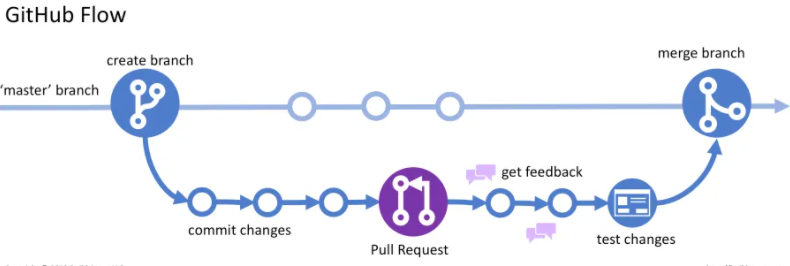 GitHub Flow
create branch
merge branch
'master' branch
get feedback
commit changes
Pull Request
test changes